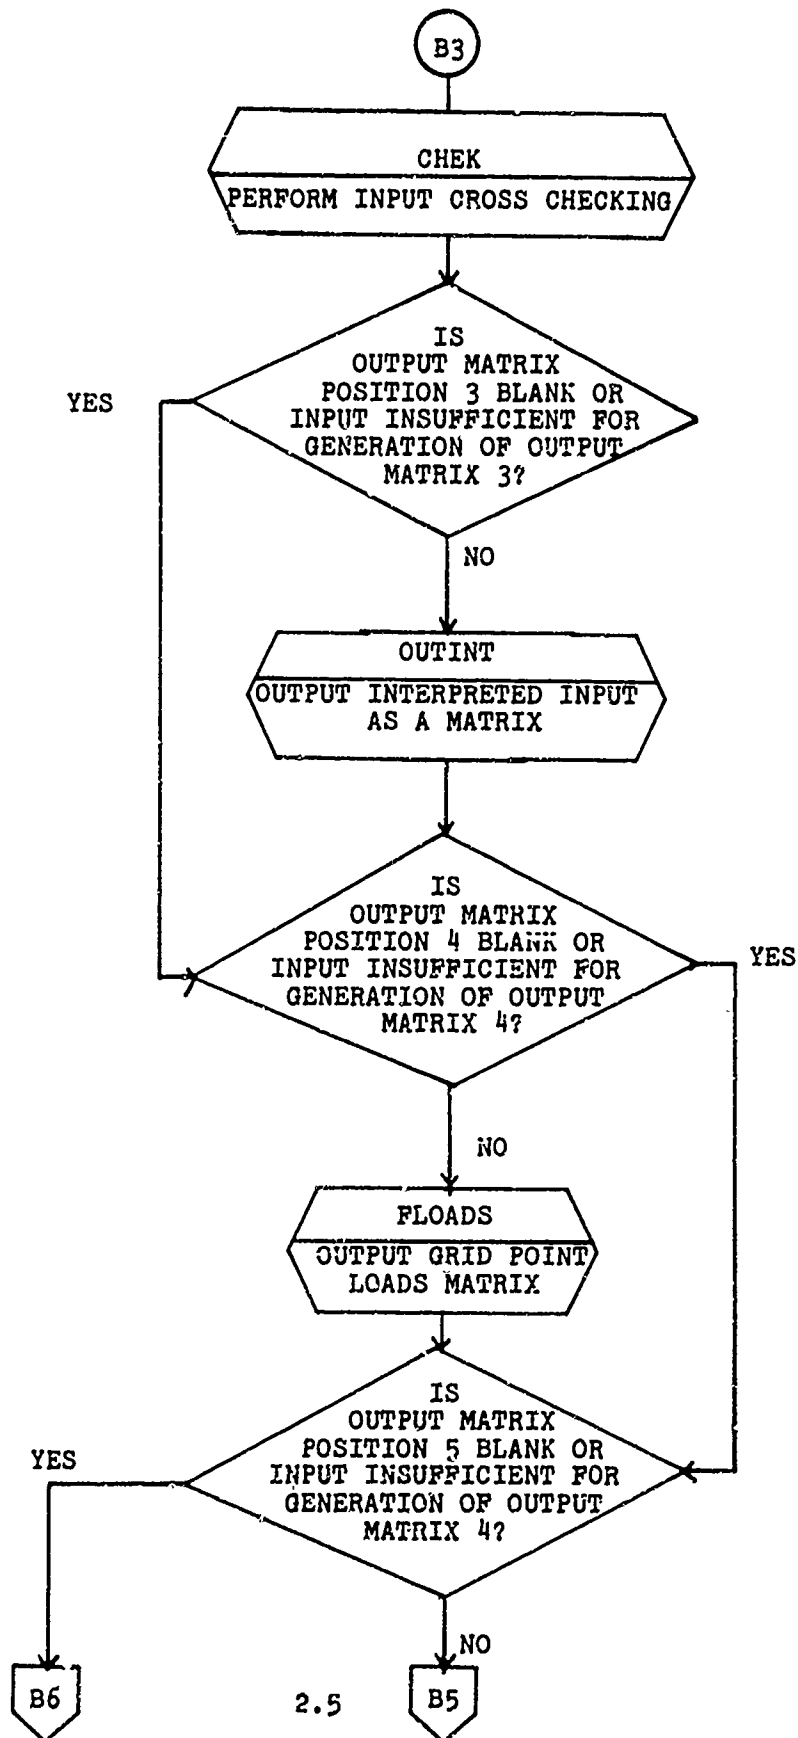 B3
CHEK
PERFORM INPUT CROSS CHECKING
IS
OUTPUT MATRIX
POSITION 3 BLANK OR
INPUT INSUFFICIENT FOR
GENERATION OF OUTPUT
MATRIX 3?
YES
NO
OUTINT
OUTPUT INTERPRETED INPUT
AS A MATRIX
IS
OUTPUT MATRIX
POSITION 4 BLANK OR
INPUT INSUFFICIENT FOR
GENERATION OF OUTPUT
MATRIX 4?
YES
NO
FLOADS
OUTPUT GRID POINT
LOADS MATRIX
IS
OUTPUT MATRIX
POSITION 5 BLANK OR
INPUT INSUFFICIENT FOR
GENERATION OF OUTPUT
MATRIX 4?
YES
NO
B6
2.5
B5